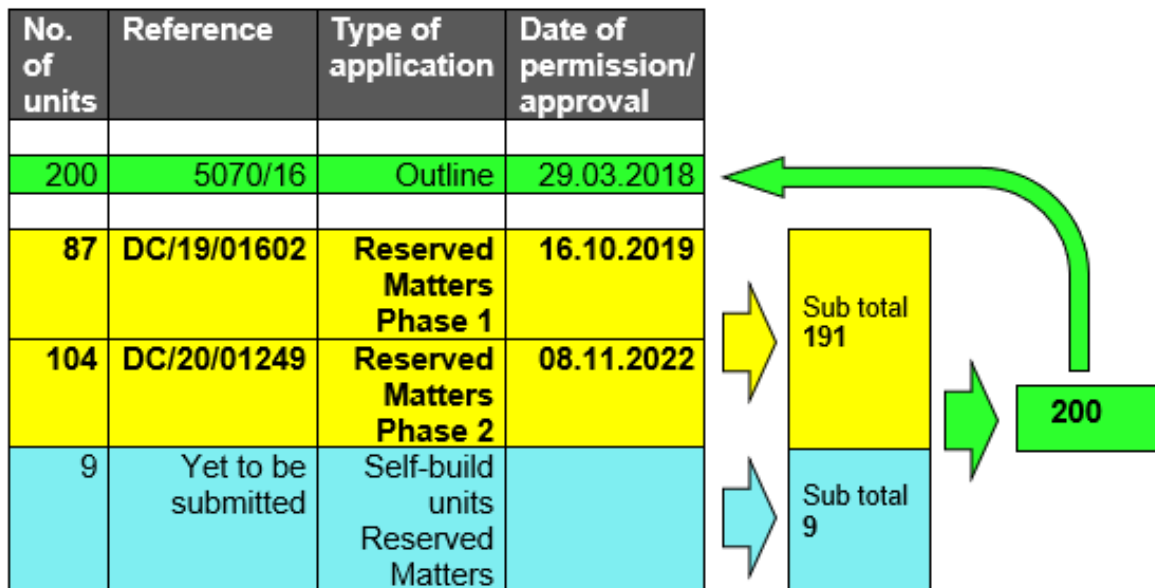 No. of units Reference Type of application Date of permission/ approval
200 5070/16 Outline 29.03.2018
87 DC/19/01602 Reserved Matters Phase 1 16.10.2019
104 DC/20/01249 Reserved Matters Phase 2 08.11.2022
Sub total
191
200
9 Yet to be submitted Self-build units Reserved Matters
Sub total
9